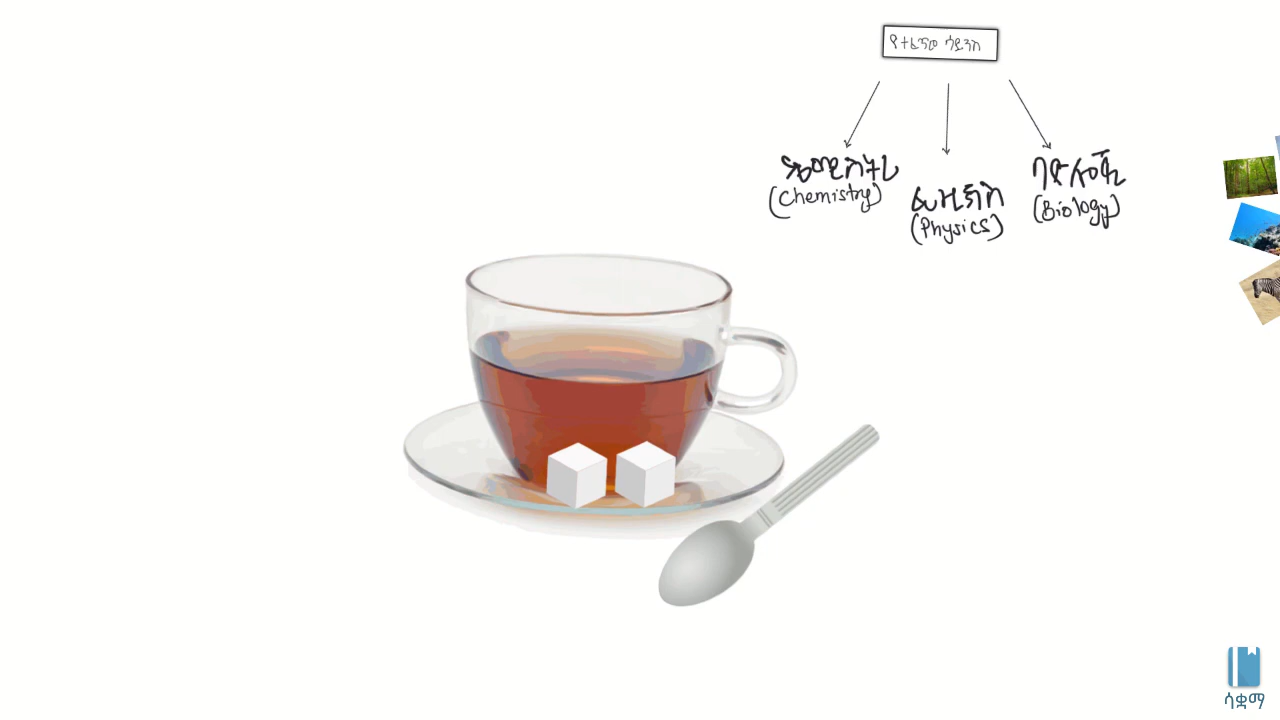 የተፈጥሮ ሳይንስ
ኬሚስትሪ
(Chemistry)
ፊዚክስ
(Physics)
ባዮሎጂ
(Biology)
ሳቋማ